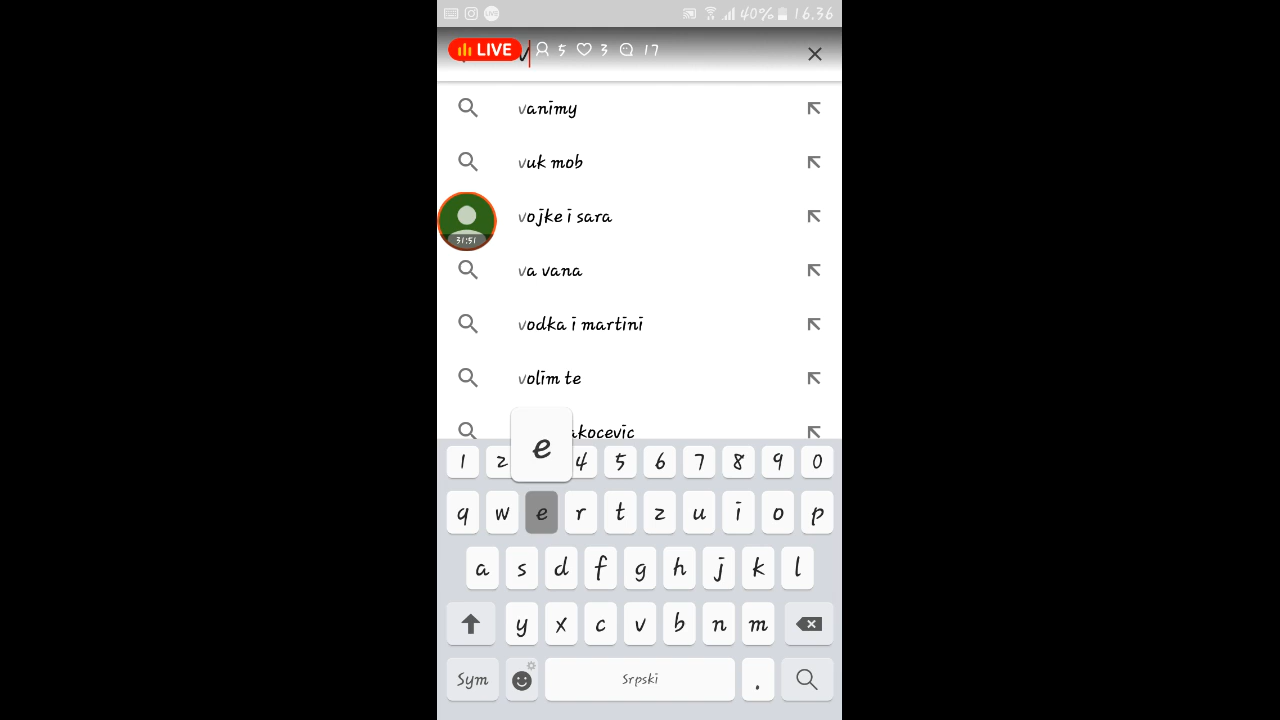 40% 16.36
LIVE v 5 3 17
vanimy
vuk mob
vojke i sara
31:51
va vana
vodka i martini
volim te
akocevic
e
1 2 4 5 6 7 8 9 0
q w e r t z u i o p
a s d f g h j k l
y x c v b n m
Sym Srpski .